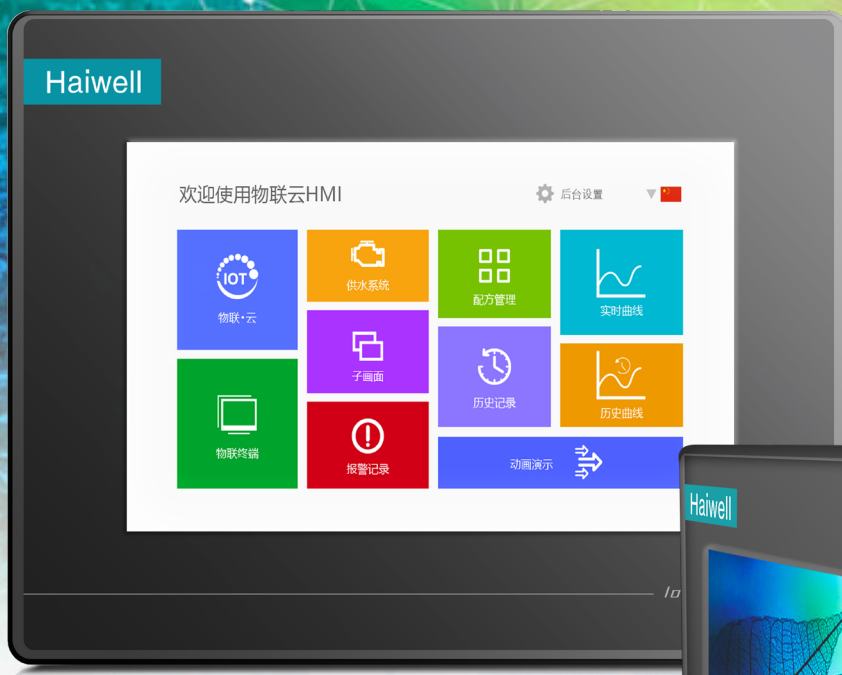 Haiwell
欢迎使用物联云HMI
后台设置
IOT
物联·云
供水系统
配方管理
实时曲线
子画面
历史记录
历史曲线
物联终端
报警记录
动画演示
Haiwell